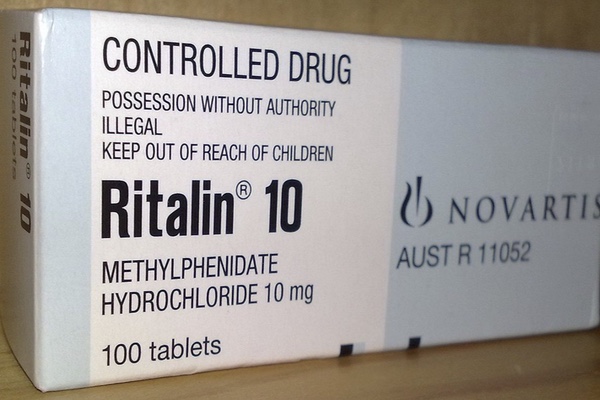 Ritalin® 10
100 tablets
CONTROLLED DRUG
POSSESSION WITHOUT AUTHORITY
ILLEGAL
KEEP OUT OF REACH OF CHILDREN
Ritalin® 10
METHYLPHENIDATE
HYDROCHLORIDE 10 mg
100 tablets
NOVARTIS
AUST R 11052